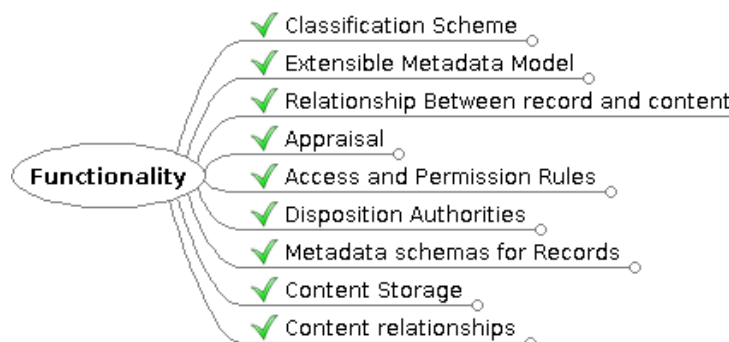 Classification Scheme
Extensible Metadata Model
Relationship Between record and content
Appraisal
Functionality
Access and Permission Rules
Disposition Authorities
Metadata schemas for Records
Content Storage
Content relationships